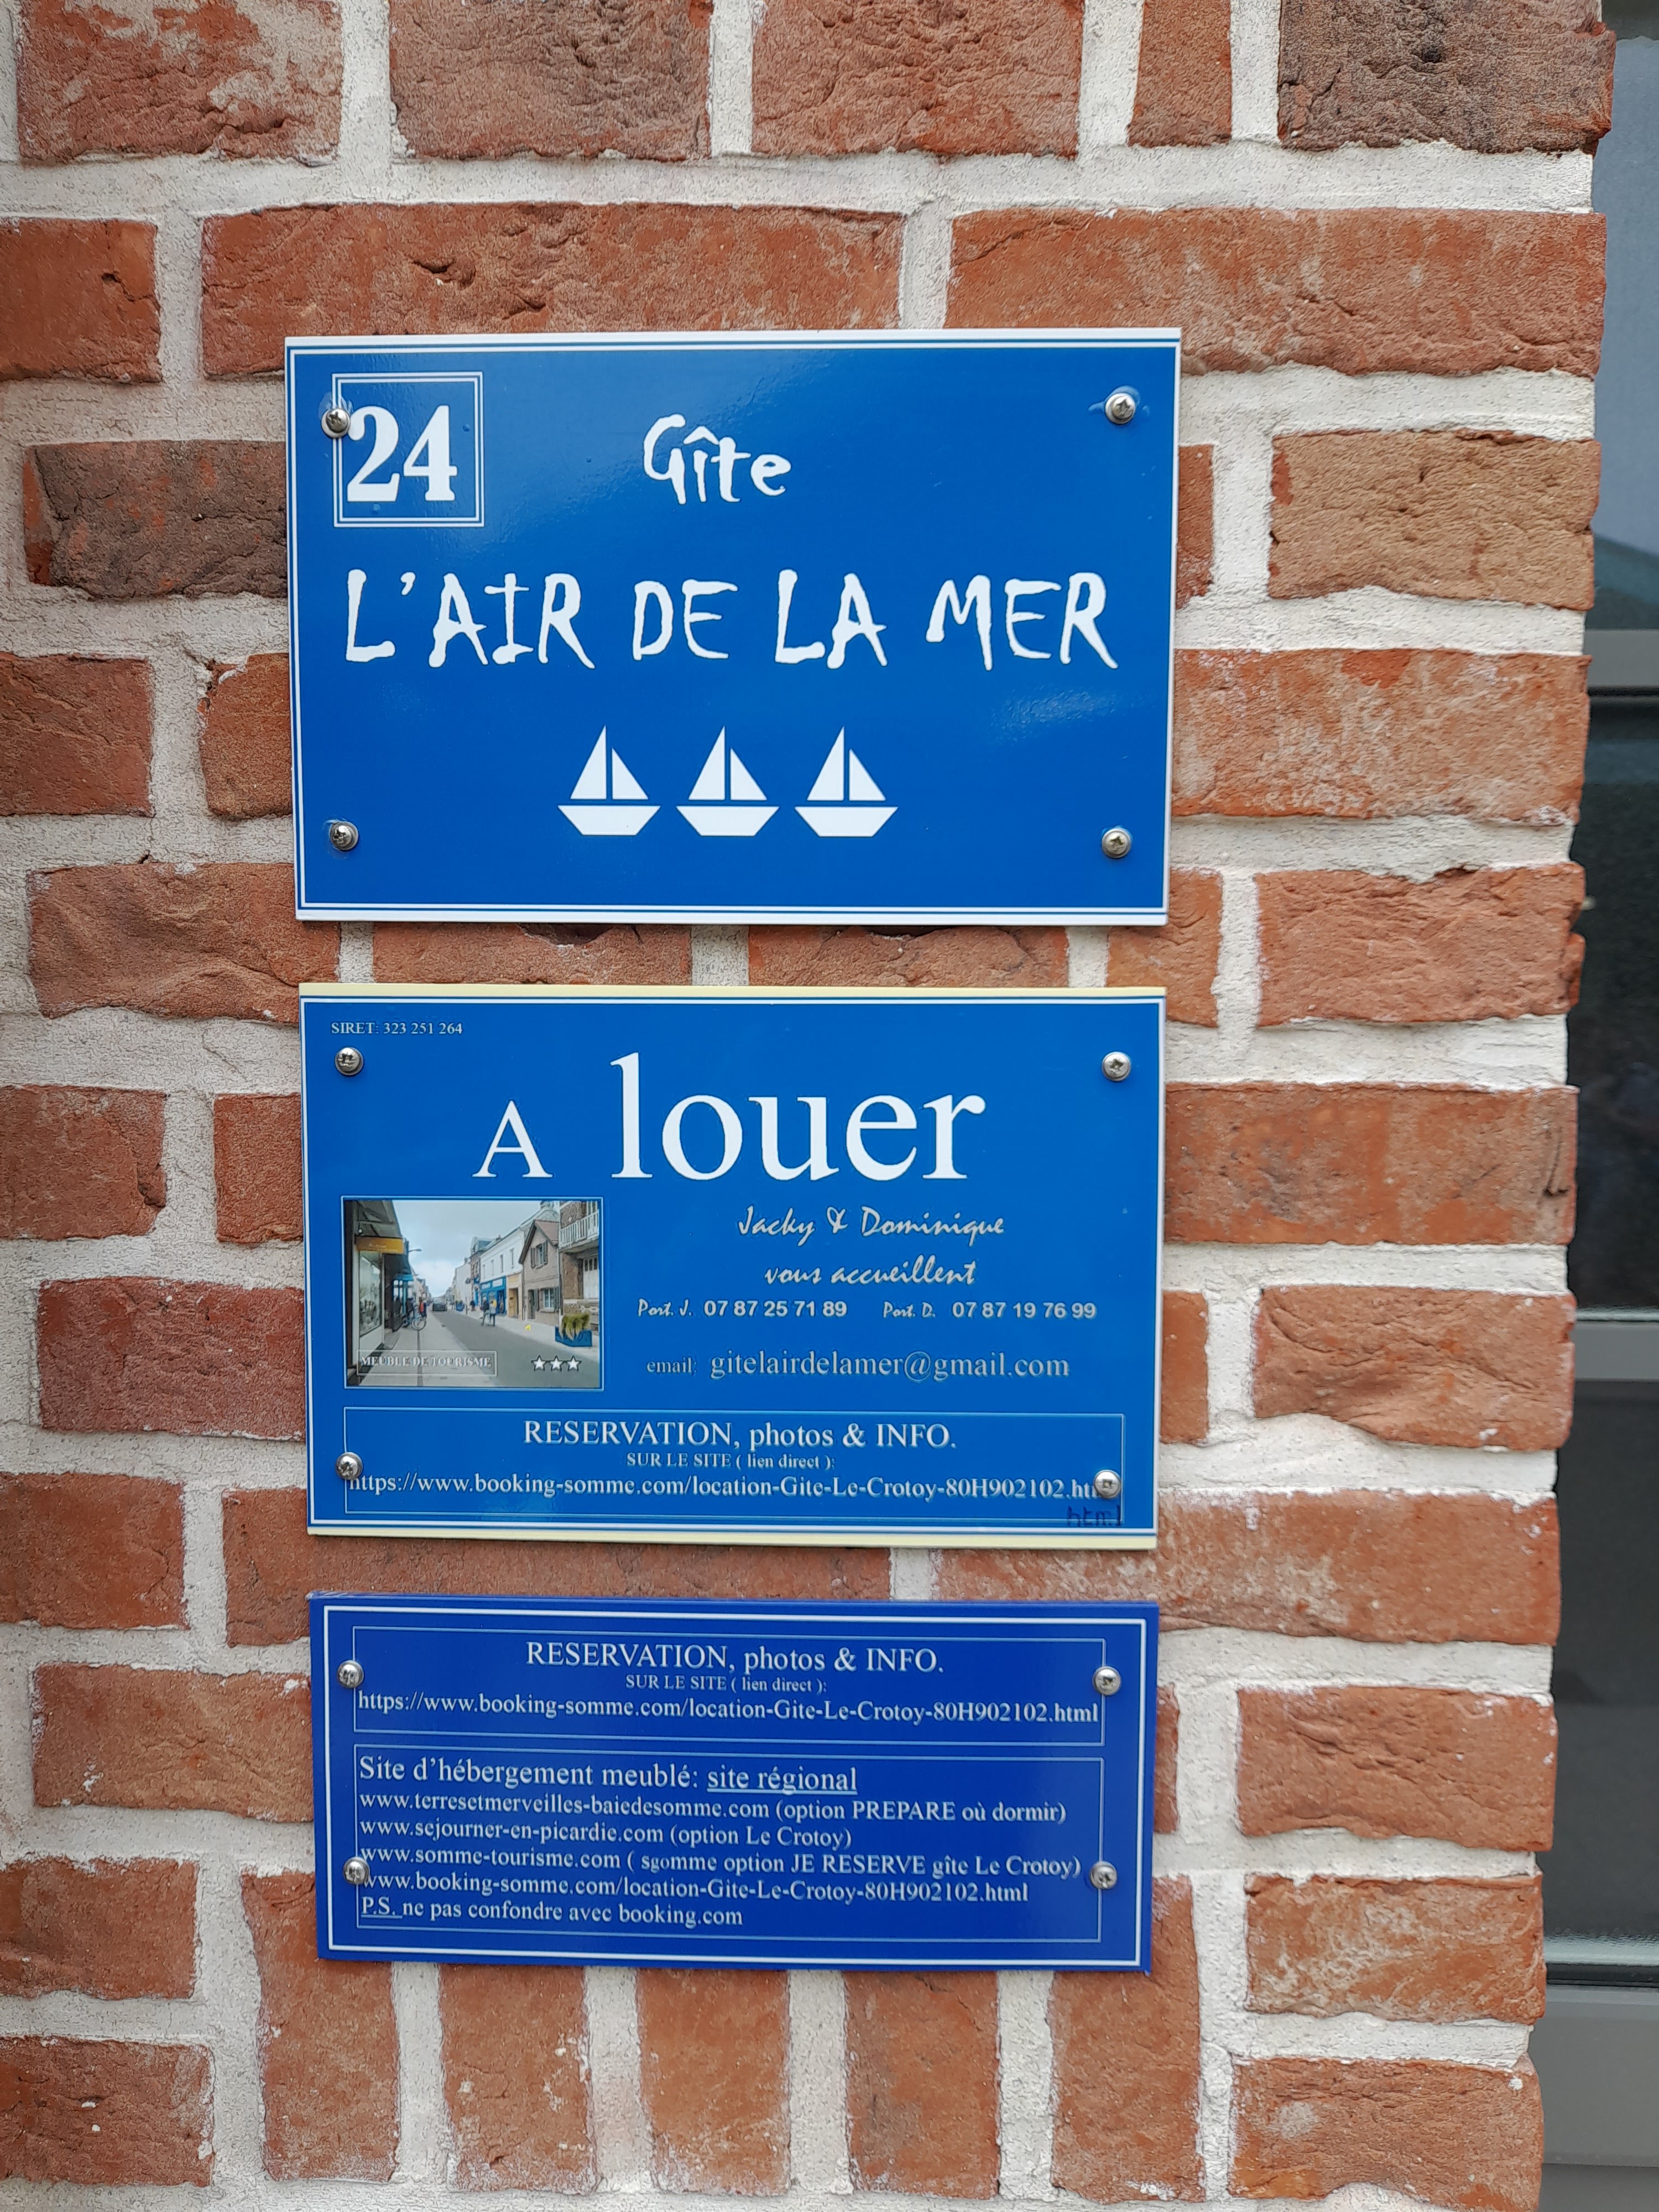 24
Gîte
L'AIR DE LA MER
SIRET: 323 251 264
A louer
Jacky & Dominique
vous accueillent
Port. J. 07 87 25 71 89 Port. D. 07 87 19 76 99
email: gitelairdelamer@gmail.com
MEUBLE DE TOURISME
RESERVATION, photos & INFO.
SUR LE SITE ( lien direct ):
https://www.booking-somme.com/location-Gite-Le-Crotoy-80H902102.ht
html
RESERVATION, photos & INFO.
SUR LE SITE ( lien direct ):
https://www.booking-somme.com/location-Gite-Le-Crotoy-80H902102.html
Site d'hébergement meublé: site régional
www.terresetmerveilles-baiedesomme.com (option PREPARE où dormir)
www.sejourner-en-picardie.com (option Le Crotoy)
www.somme-tourisme.com ( sgomme option JE RESERVE gîte Le Crotoy)
www.booking-somme.com/location-Gite-Le-Crotoy-80H902102.html
P.S. ne pas confondre avec booking.com